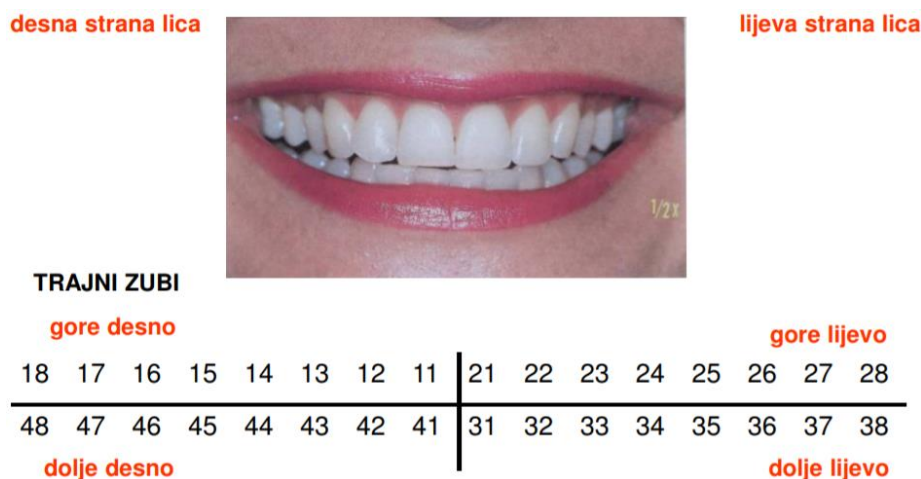 desna strana lica
lijeva strana lica
1/2x
TRAJNI ZUBI
gore desno
gore lijevo
18 17 16 15 14 13 12 11 21 22 23 24 25 26 27 28
48 47 46 45 44 43 42 41 31 32 33 34 35 36 37 38
dolje desno
dolje lijevo